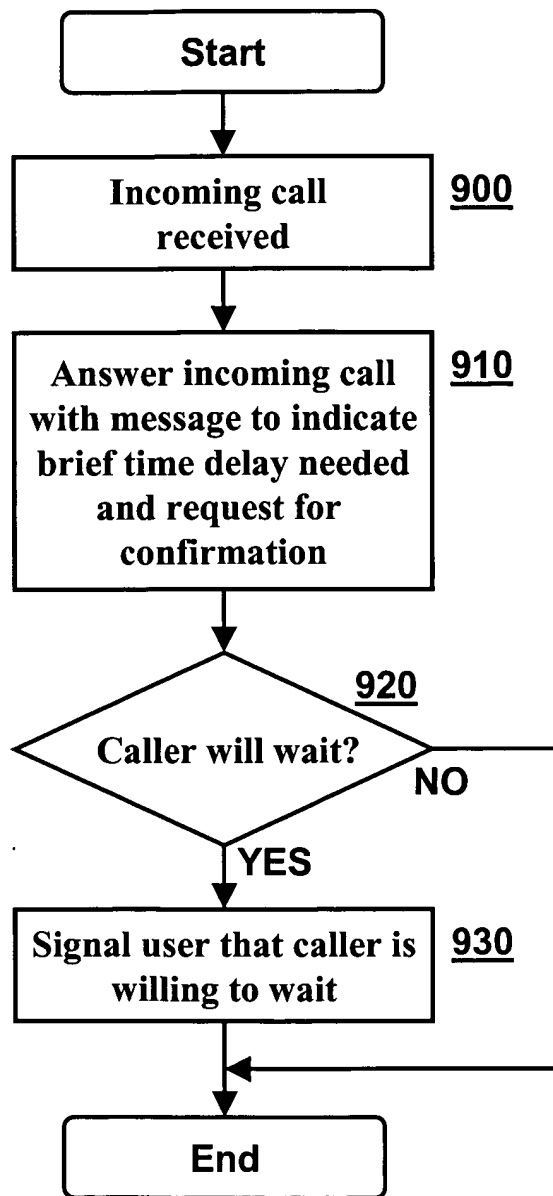 Start
Incoming call
received
900
Answer incoming call
with message to indicate
brief time delay needed
and request for
confirmation
910
920
Caller will wait?
NO
YES
Signal user that caller is
willing to wait
930
End